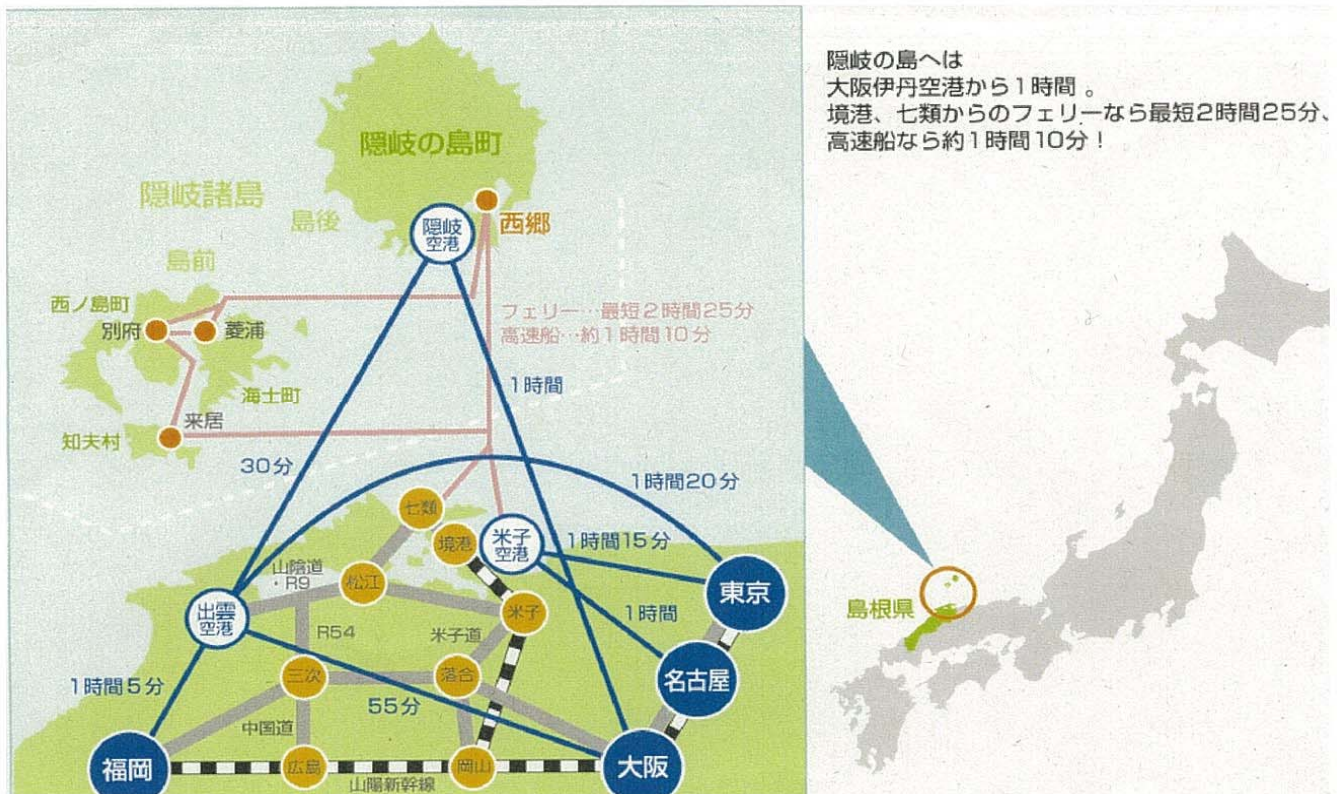 隠岐の島へは
大阪伊丹空港から1時間 。
境港、七類からのフェリーなら最短2時間25分、
高速船なら約1時間10分！
隠岐の島町
隠岐諸島
島後
隠岐
空港
西郷
島前
西ノ島町
別府
菱浦
フェリー…最短2時間25分
高速船…約1時間10分
1時間
海士町
来居
知夫村
30分
1時間20分
七類
境港
米子
空港
1時間15分
山陰道
・R9
松江
東京
出雲
空港
R54
米子道
米子
1時間
島根県
三次
落合
名古屋
1時間5分
55分
中国道
福岡
広島
岡山
大阪
山陽新幹線